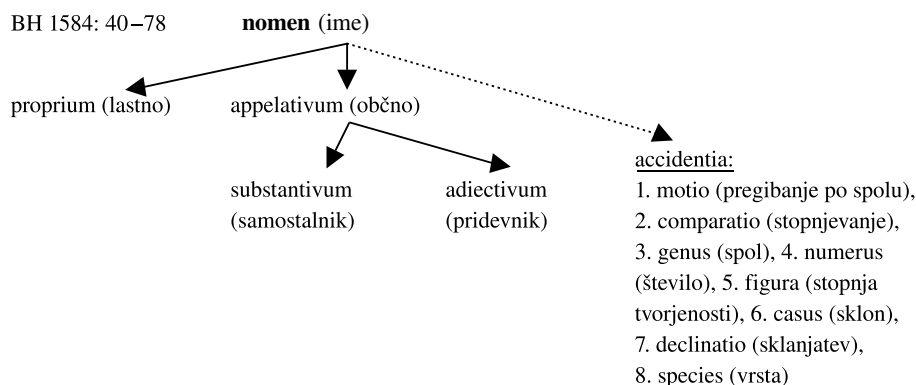 BH 1584: 40–78
nomen (ime)
proprium (lastno)
appelativum (občno)
substantivum
(samostalnik)
adiectivum
(pridevnik)
accidentia:
1. motio (pregibanje po spolu),
2. comparatio (stopnjevanje),
3. genus (spol), 4. numerus
(število), 5. figura (stopnja
tvorjenosti), 6. casus (sklon),
7. declinatio (sklanjatev),
8. species (vrsta)